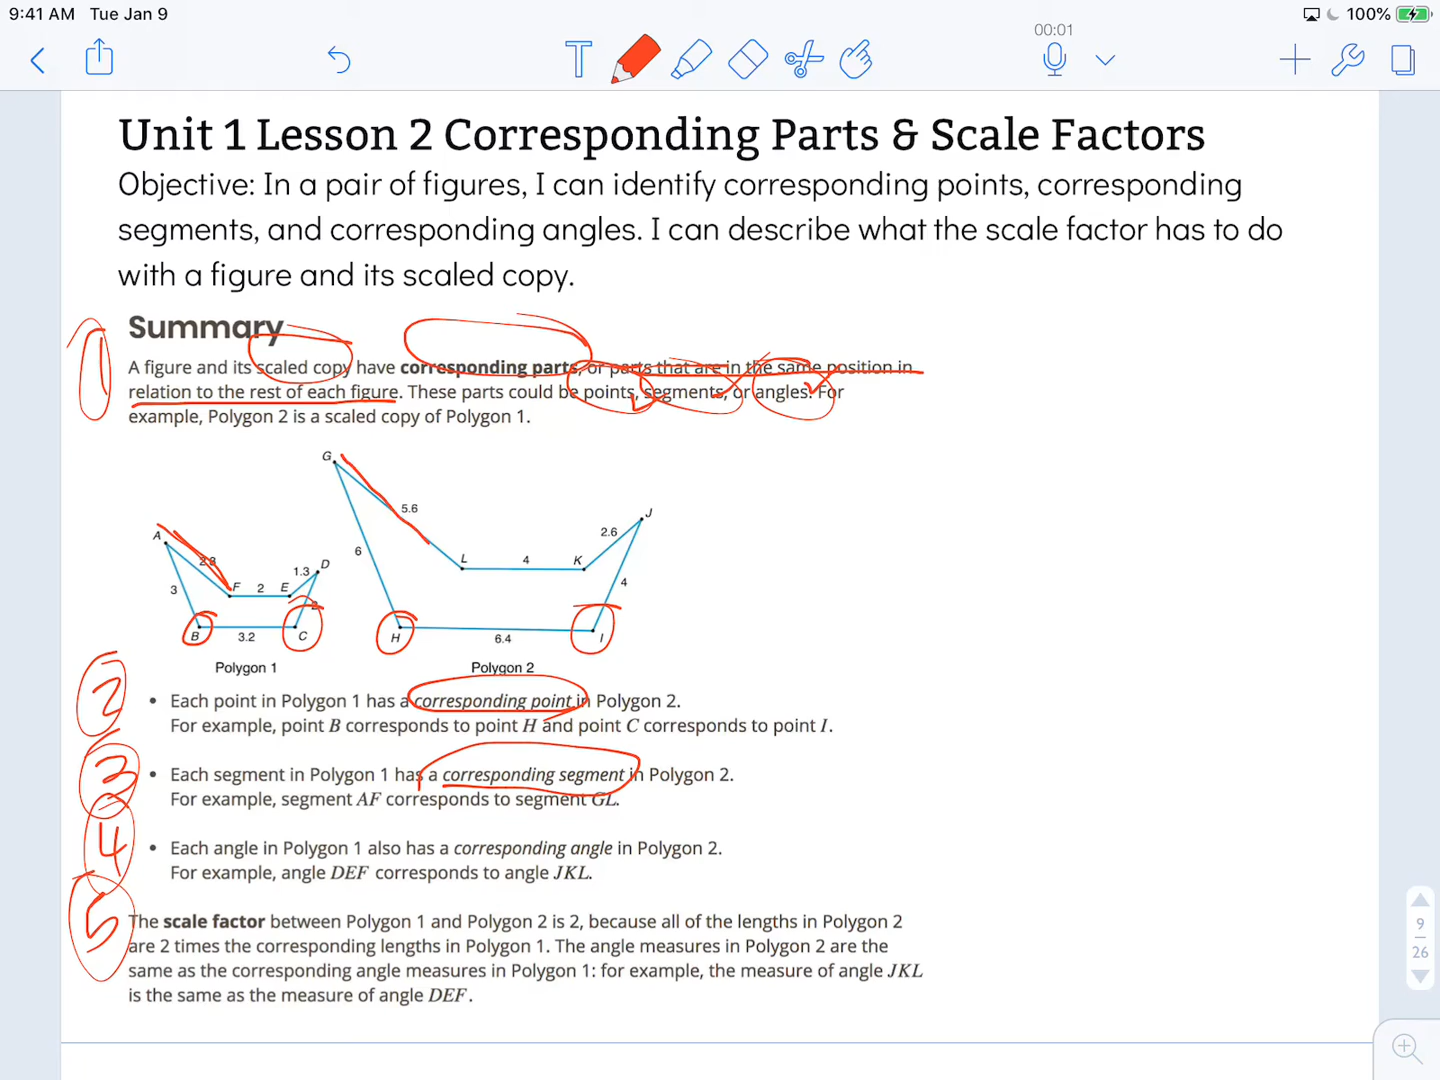 9:41 AM Tue Jan 9
100%
00:01
T
Unit 1 Lesson 2 Corresponding Parts & Scale Factors
Objective: In a pair of figures, I can identify corresponding points, corresponding
segments, and corresponding angles. I can describe what the scale factor has to do
with a figure and its scaled copy.
Summary
1
A figure and its scaled copy have corresponding parts, or parts that are in the same position in
relation to the rest of each figure. These parts could be points, segments, or angles. For
example, Polygon 2 is a scaled copy of Polygon 1.
G
5.6
J
A
2.6
6
L 4 K
2.8
1.3 D
3
F 2 E
4
2
B 3.2 C
H 6.4 I
Polygon 1
Polygon 2
2
• Each point in Polygon 1 has a corresponding point in Polygon 2.
For example, point B corresponds to point H and point C corresponds to point I.
3
• Each segment in Polygon 1 has a corresponding segment in Polygon 2.
For example, segment AF corresponds to segment GL.
4
• Each angle in Polygon 1 also has a corresponding angle in Polygon 2.
For example, angle DEF corresponds to angle JKL.
5
The scale factor between Polygon 1 and Polygon 2 is 2, because all of the lengths in Polygon 2
are 2 times the corresponding lengths in Polygon 1. The angle measures in Polygon 2 are the
same as the corresponding angle measures in Polygon 1: for example, the measure of angle JKL
is the same as the measure of angle DEF.
9
26